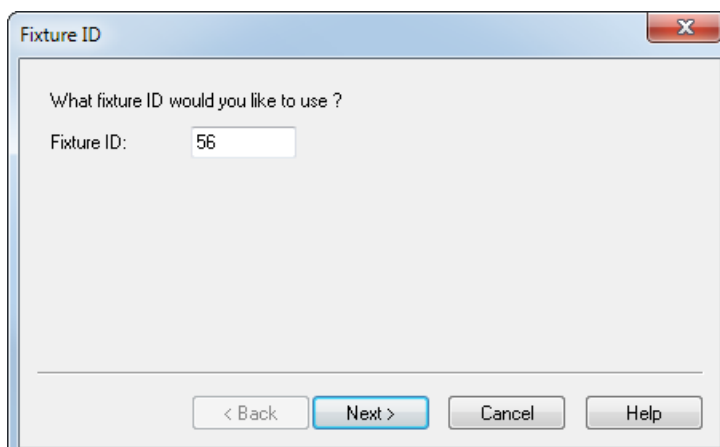 Fixture ID
What fixture ID would you like to use ?
Fixture ID: 56
< Back Next > Cancel Help